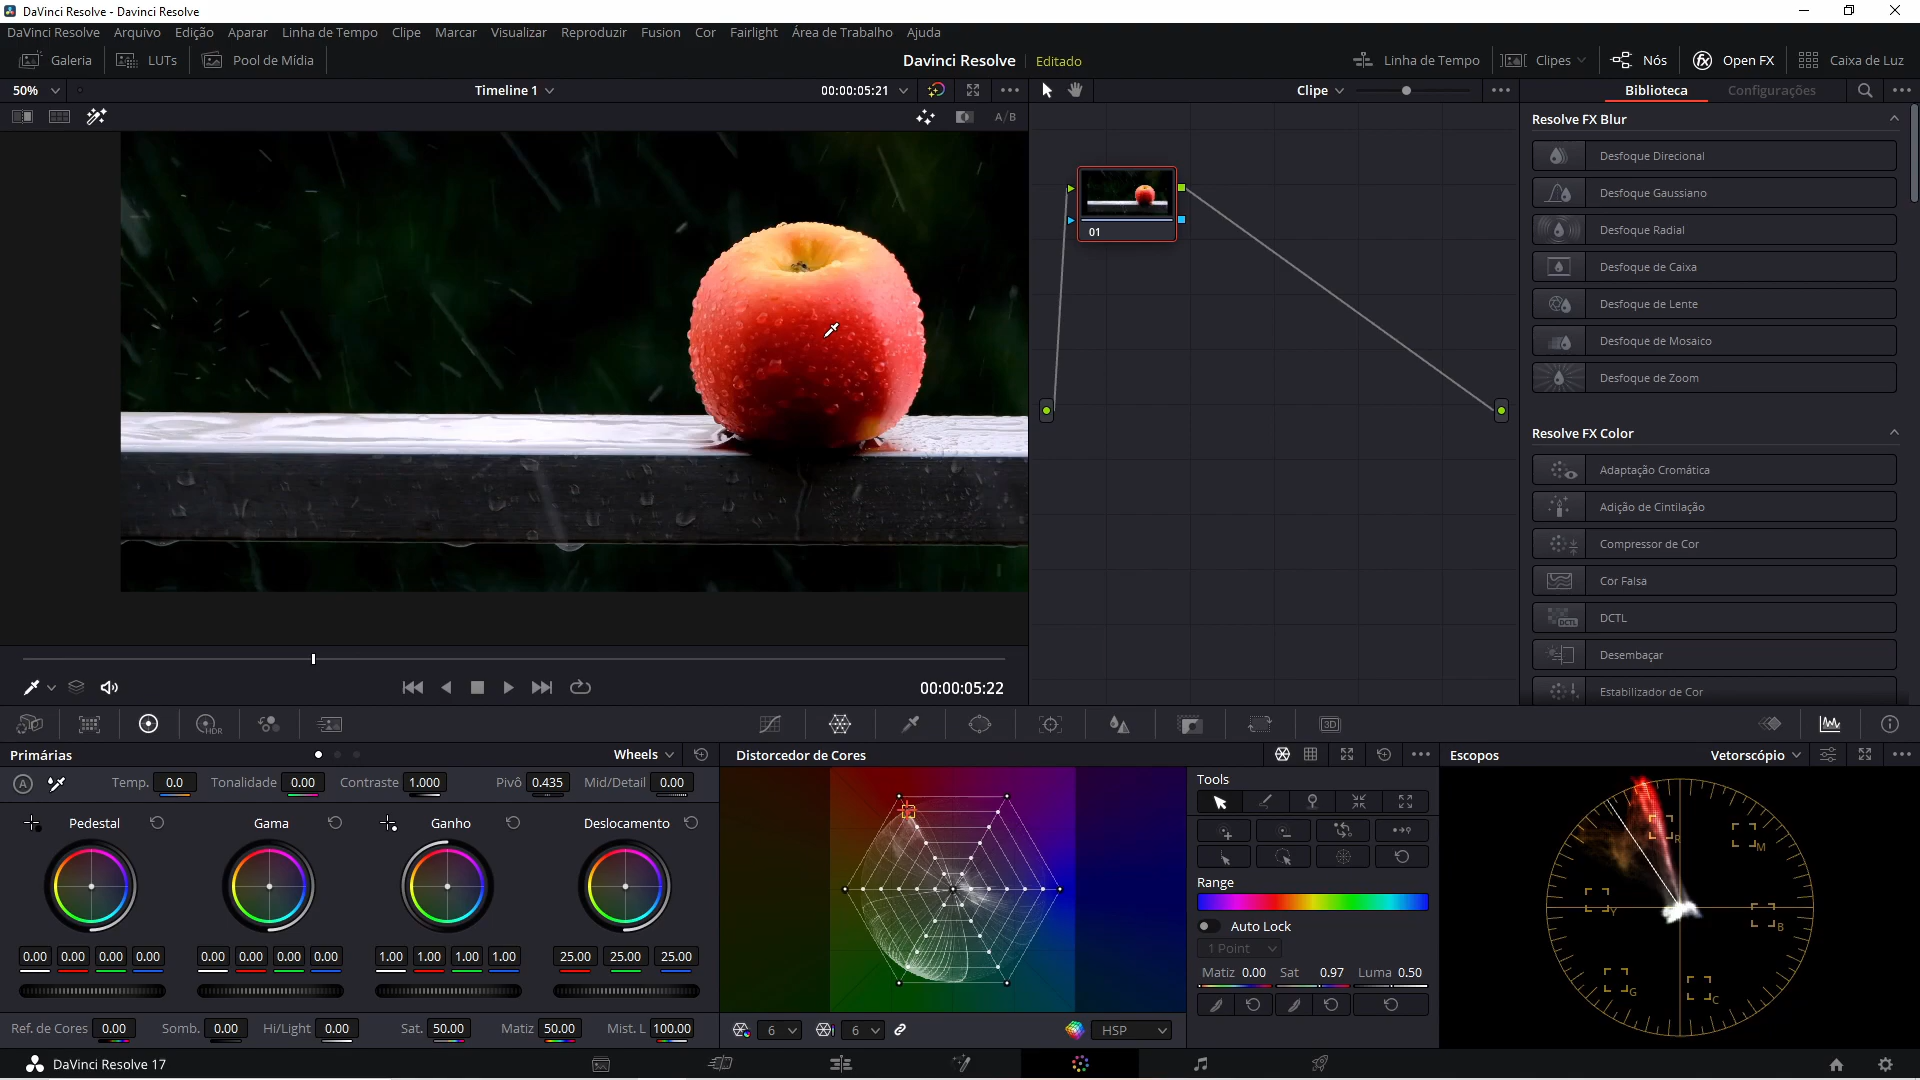 DaVinci Resolve - Davinci Resolve
DaVinci Resolve Arquivo Edição Aparar Linha de Tempo Clipe Marcar Visualizar Reproduzir Fusion Cor Fairlight Área de Trabalho Ajuda
Galeria LUTs Pool de Mídia Davinci Resolve Editado Linha de Tempo Clipes Nós Open FX Caixa de Luz
50% Timeline 1 00:00:05:21 Clipe Biblioteca Configurações
A/B
Resolve FX Blur
Desfoque Direcional
Desfoque Gaussiano
Desfoque Radial
Desfoque de Caixa
Desfoque de Lente
Desfoque de Mosaico
Desfoque de Zoom
01
Resolve FX Color
Adaptação Cromática
Adição de Cintilação
Compressor de Cor
Cor Falsa
DCTL
DCTL
Desembaçar
Estabilizador de Cor
00:00:05:22
HDR
3D
Primárias Wheels
Distorcedor de Cores
Escopos Vetorscópio
A Temp. 0.0 Tonalidade 0.00 Contraste 1.000 Pivô 0.435 Mid/Detail 0.00
Pedestal Gama Ganho Deslocamento
0.00 0.00 0.00 0.00 0.00 0.00 0.00 0.00 1.00 1.00 1.00 1.00 25.00 25.00 25.00
Ref. de Cores 0.00 Somb. 0.00 Hi/Light 0.00 Sat. 50.00 Matiz 50.00 Mist. L 100.00
Tools
Range
Auto Lock
1 Point
Matiz 0.00 Sat 0.97 Luma 0.50
6 6 HSP
R
M
Y
B
G
C
DaVinci Resolve 17